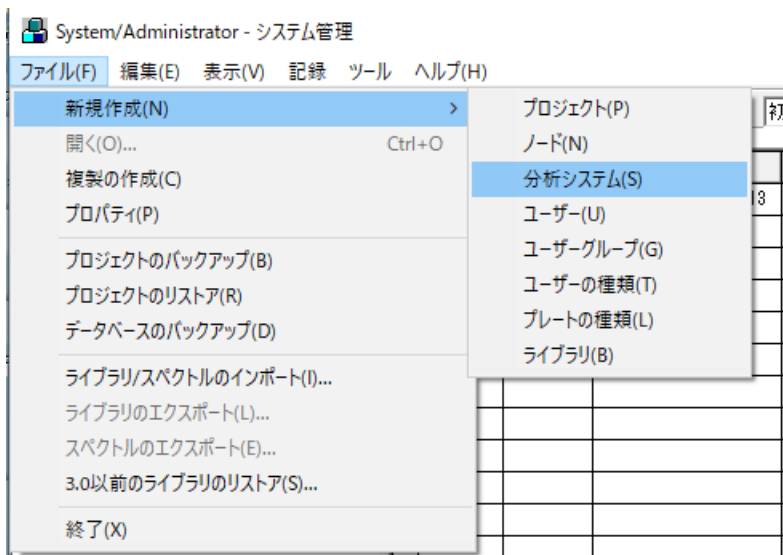 System/Administrator - システム管理
ファイル(F) 編集(E) 表示(V) 記録 ツール ヘルプ(H)
新規作成(N) >
開く(O)... Ctrl+O
複製の作成(C)
プロパティ(P)
プロジェクトのバックアップ(B)
プロジェクトのリストア(R)
データベースのバックアップ(D)
ライブラリ/スペクトルのインポート(I)...
ライブラリのエクスポート(L)...
スペクトルのエクスポート(E)...
3.0以前のライブラリのリストア(S)...
終了(X)
プロジェクト(P)
ノード(N)
分析システム(S)
ユーザー(U)
ユーザーグループ(G)
ユーザーの種類(T)
プレートの種類(L)
ライブラリ(B)